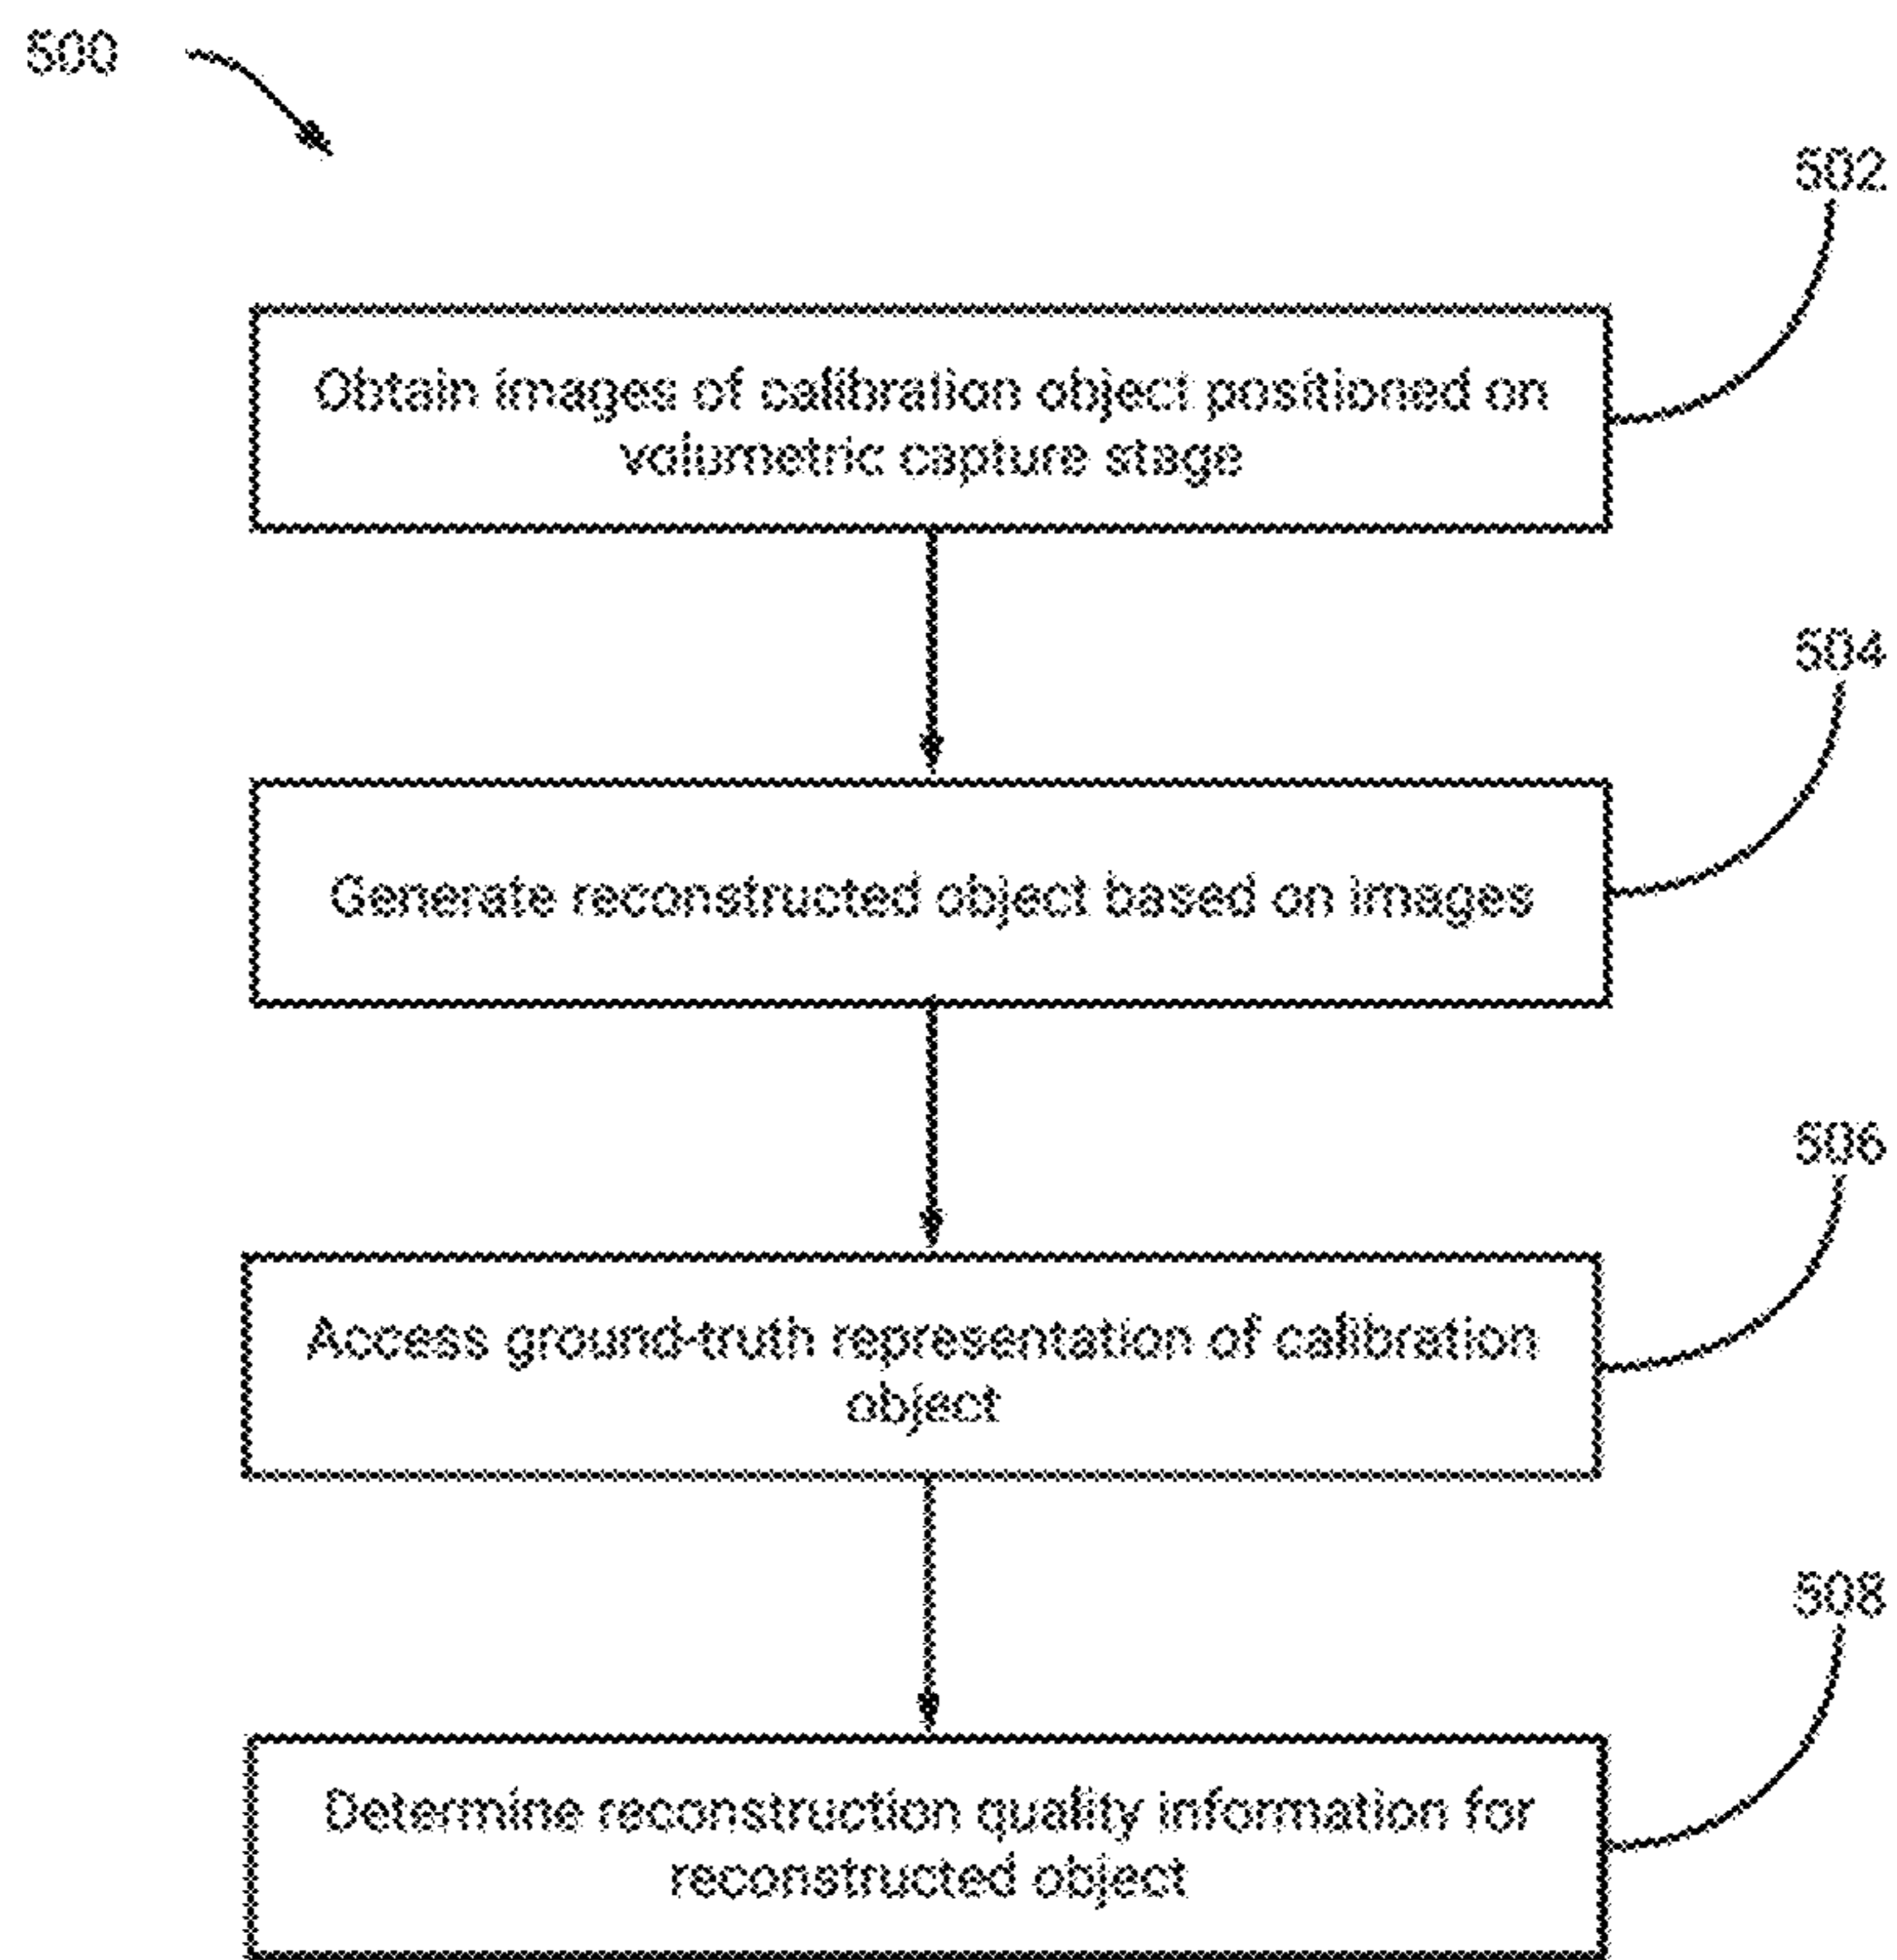 500
502
Obtain images of calibration object positioned on
volumetric capture stage
504
Generate reconstructed object based on images
506
Access ground-truth representation of calibration
object
508
Determine reconstruction quality information for
reconstructed object